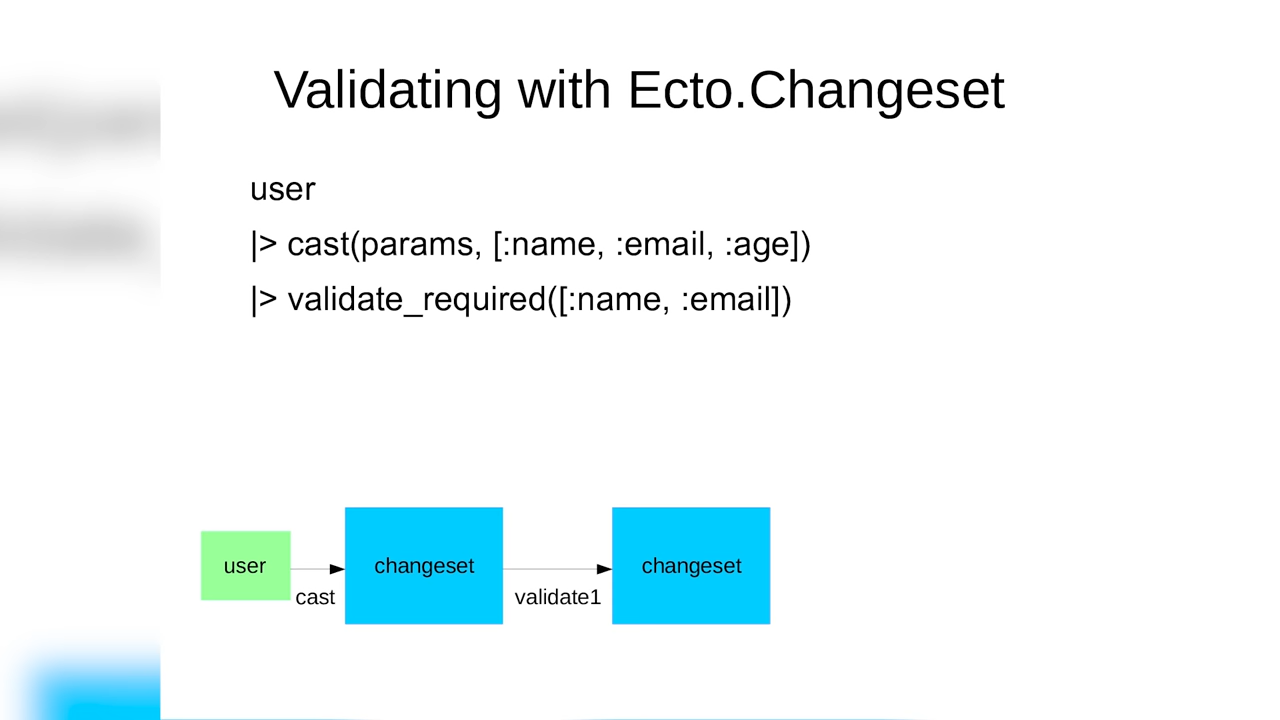 Validating with Ecto.Changeset
user
|> cast(params, [:name, :email, :age])
|> validate_required([:name, :email])
user
changeset
changeset
cast
validate1